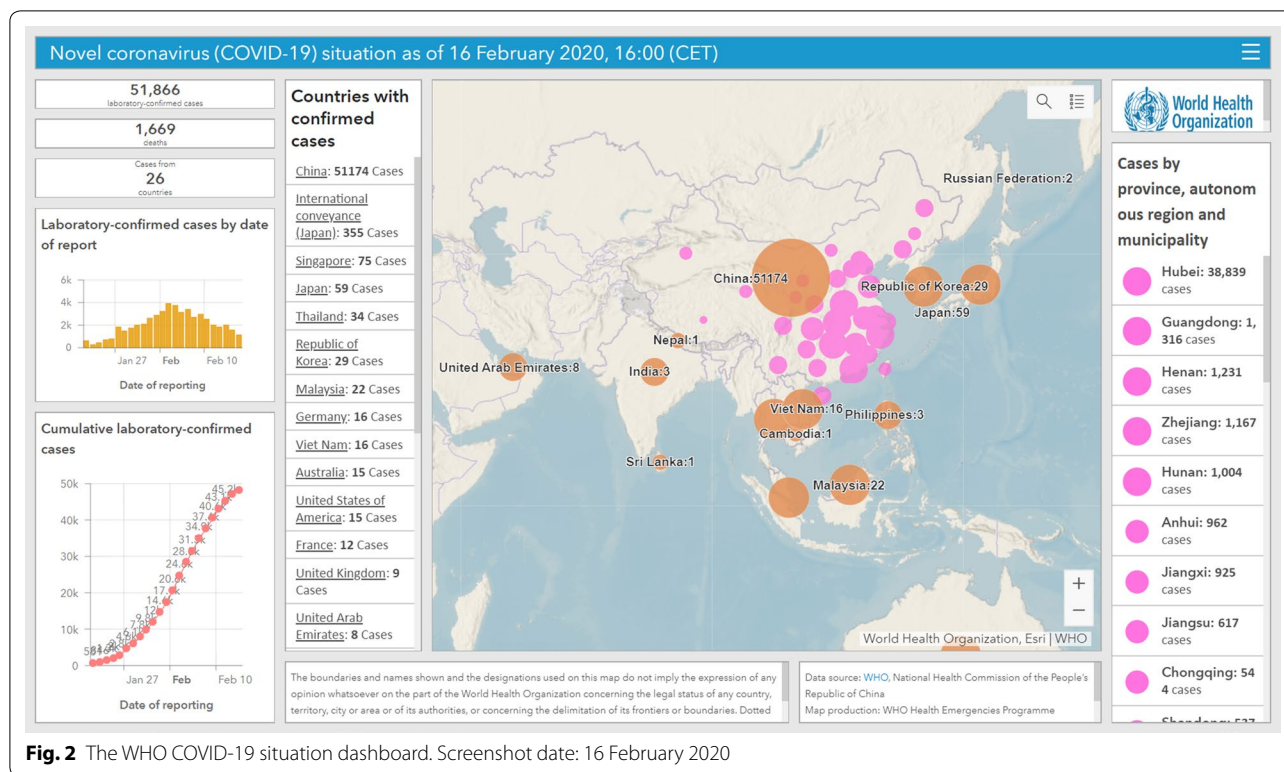 Novel coronavirus (COVID-19) situation as of 16 February 2020, 16:00 (CET)
51,866
laboratory-confirmed cases
1,669
deaths
Cases from
26
countries
Laboratory-confirmed cases by date
of report
6k
4k
2k
0
Jan 27
Feb
Feb 10
Date of reporting
Cumulative laboratory-confirmed
cases
50k
40k
30k
20k
10k
0
45.2k
Jan 27
Feb
Feb 10
Date of reporting
Countries with
confirmed
cases
China: 51174 Cases
International
conveyance
(Japan): 355 Cases
Singapore: 75 Cases
Japan: 59 Cases
Thailand: 34 Cases
Republic of
Korea: 29 Cases
Malaysia: 22 Cases
Germany: 16 Cases
Viet Nam: 16 Cases
Australia: 15 Cases
United States of
America: 15 Cases
France: 12 Cases
United Kingdom: 9
Cases
United Arab
Emirates: 8 Cases
Russian Federation:2
China:51174
Republic of Korea:29
Japan:59
Nepal:1
United Arab Emirates:8
India:3
Viet Nam:16
Philippines:3
Cambodia:1
Sri Lanka:1
Malaysia:22
+
−
World Health Organization, Esri | WHO
The boundaries and names shown and the designations used on this map do not imply the expression of any
opinion whatsoever on the part of the World Health Organization concerning the legal status of any country,
territory, city or area or of its authorities, or concerning the delimitation of its frontiers or boundaries. Dotted
Data source: WHO, National Health Commission of the People's
Republic of China
Map production: WHO Health Emergencies Programme
World Health
Organization
Cases by
province, autonom
ous region and
municipality
Hubei: 38,839
cases
Guangdong: 1,
316 cases
Henan: 1,231
cases
Zhejiang: 1,167
cases
Hunan: 1,004
cases
Anhui: 962
cases
Jiangxi: 925
cases
Jiangsu: 617
cases
Chongqing: 54
4 cases
Fig. 2 The WHO COVID-19 situation dashboard. Screenshot date: 16 February 2020